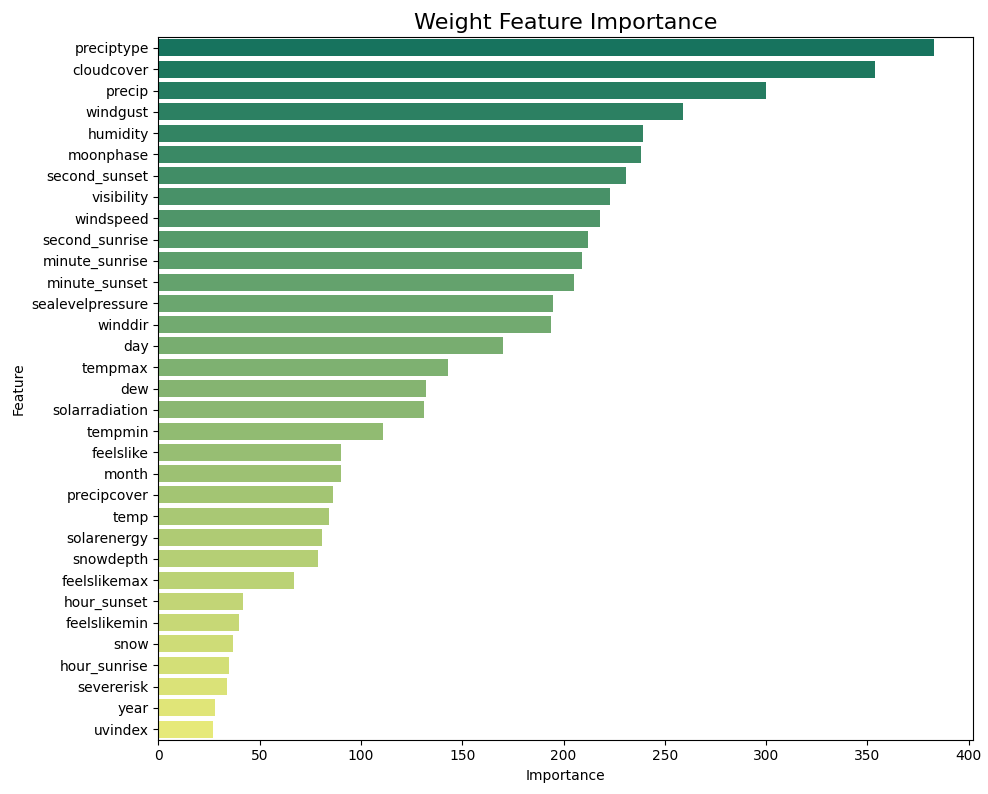 Weight Feature Importance
preciptype
cloudcover
precip
windgust
humidity
moonphase
second_sunset
visibility
windspeed
second_sunrise
minute_sunrise
minute_sunset
sealevelpressure
winddir
day
tempmax
dew
solarradiation
tempmin
feelslike
month
precipcover
temp
solarenergy
snowdepth
feelslikemax
hour_sunset
feelslikemin
snow
hour_sunrise
severerisk
year
uvindex
Feature
0 50 100 150 200 250 300 350 400
Importance